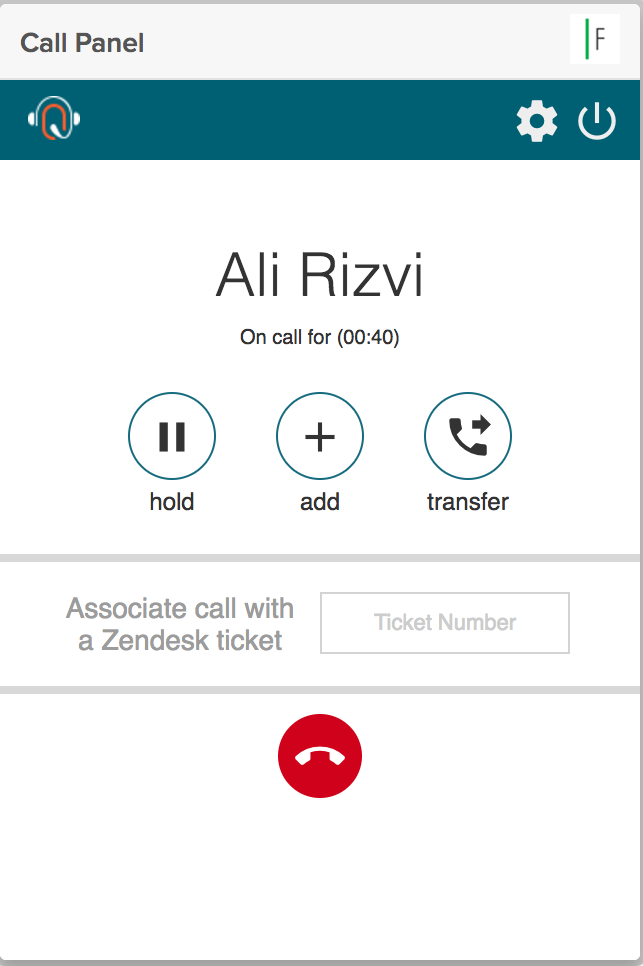 Call Panel
F
Ali Rizvi
On call for (00:40)
hold add transfer
Associate call with
a Zendesk ticket
Ticket Number